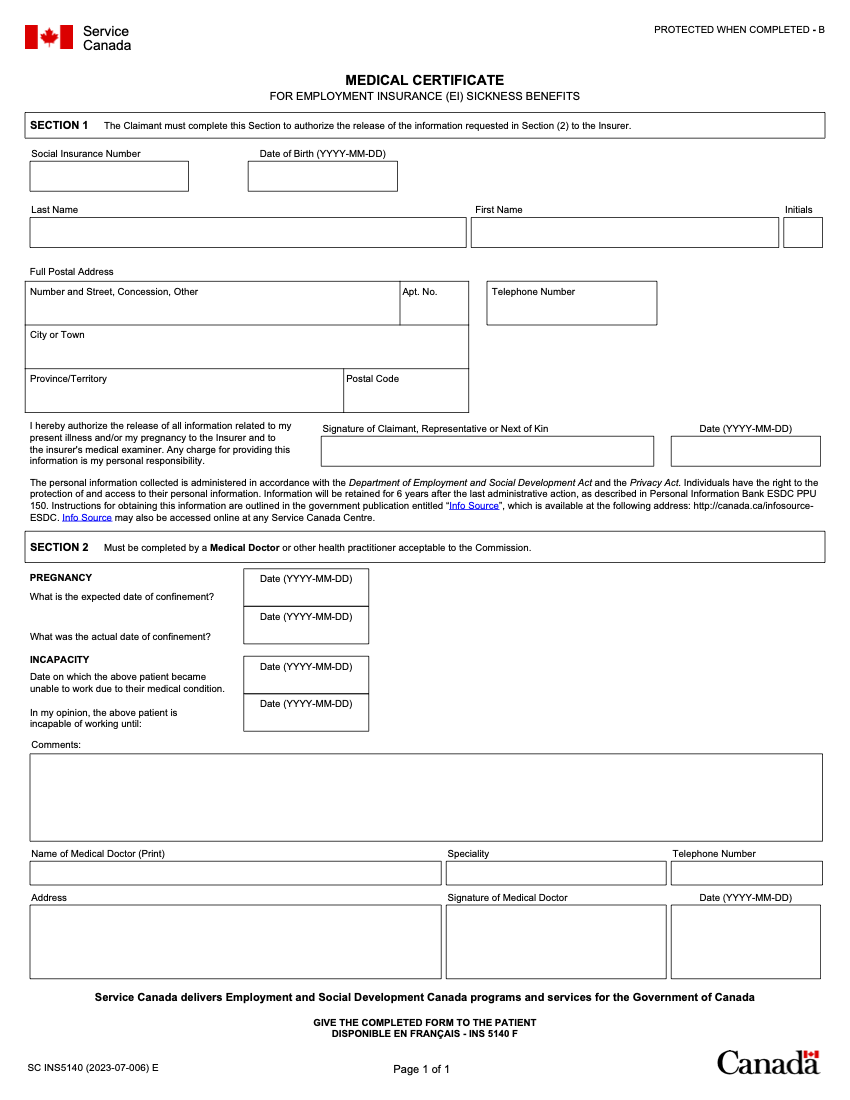 Service
Canada
PROTECTED WHEN COMPLETED - B
MEDICAL CERTIFICATE
FOR EMPLOYMENT INSURANCE (EI) SICKNESS BENEFITS
SECTION 1 The Claimant must complete this Section to authorize the release of the information requested in Section (2) to the Insurer.
Social Insurance Number Date of Birth (YYYY-MM-DD)
Last Name First Name Initials
Full Postal Address
Number and Street, Concession, Other Apt. No. Telephone Number
City or Town
Province/Territory Postal Code
I hereby authorize the release of all information related to my
present illness and/or my pregnancy to the Insurer and to
the insurer's medical examiner. Any charge for providing this
information is my personal responsibility.
Signature of Claimant, Representative or Next of Kin Date (YYYY-MM-DD)
The personal information collected is administered in accordance with the Department of Employment and Social Development Act and the Privacy Act. Individuals have the right to the
protection of and access to their personal information. Information will be retained for 6 years after the last administrative action, as described in Personal Information Bank ESDC PPU
150. Instructions for obtaining this information are outlined in the government publication entitled “Info Source”, which is available at the following address: http://canada.ca/infosource-
ESDC. Info Source may also be accessed online at any Service Canada Centre.
SECTION 2 Must be completed by a Medical Doctor or other health practitioner acceptable to the Commission.
PREGNANCY
What is the expected date of confinement? Date (YYYY-MM-DD)
What was the actual date of confinement? Date (YYYY-MM-DD)
INCAPACITY
Date on which the above patient became
unable to work due to their medical condition.
Date (YYYY-MM-DD)
In my opinion, the above patient is
incapable of working until:
Date (YYYY-MM-DD)
Comments:
Name of Medical Doctor (Print) Speciality Telephone Number
Address Signature of Medical Doctor Date (YYYY-MM-DD)
Service Canada delivers Employment and Social Development Canada programs and services for the Government of Canada
GIVE THE COMPLETED FORM TO THE PATIENT
DISPONIBLE EN FRANÇAIS - INS 5140 F
SC INS5140 (2023-07-006) E
Page 1 of 1
Canada